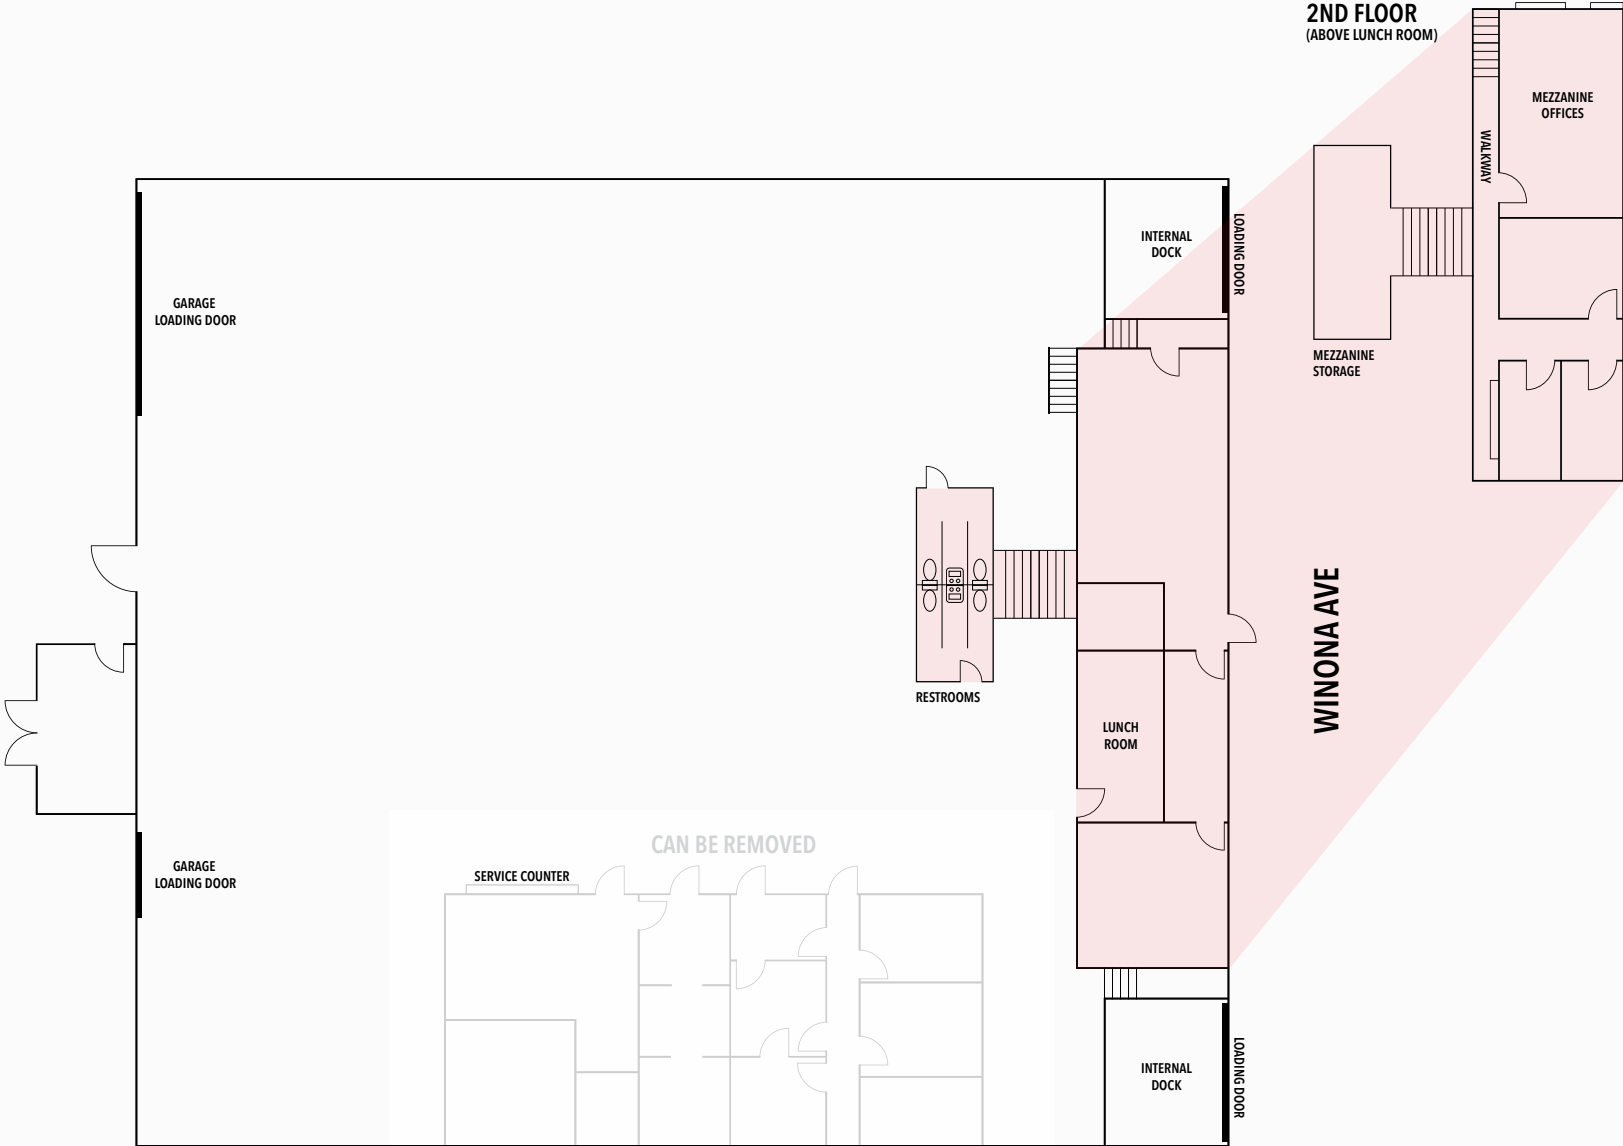 2ND FLOOR
(ABOVE LUNCH ROOM)
MEZZANINE
OFFICES
WALKWAY
INTERNAL
DOCK
LOADING DOOR
GARAGE
LOADING DOOR
MEZZANINE
STORAGE
WINONA AVE
RESTROOMS
LUNCH
ROOM
CAN BE REMOVED
SERVICE COUNTER
GARAGE
LOADING DOOR
INTERNAL
DOCK
LOADING DOOR